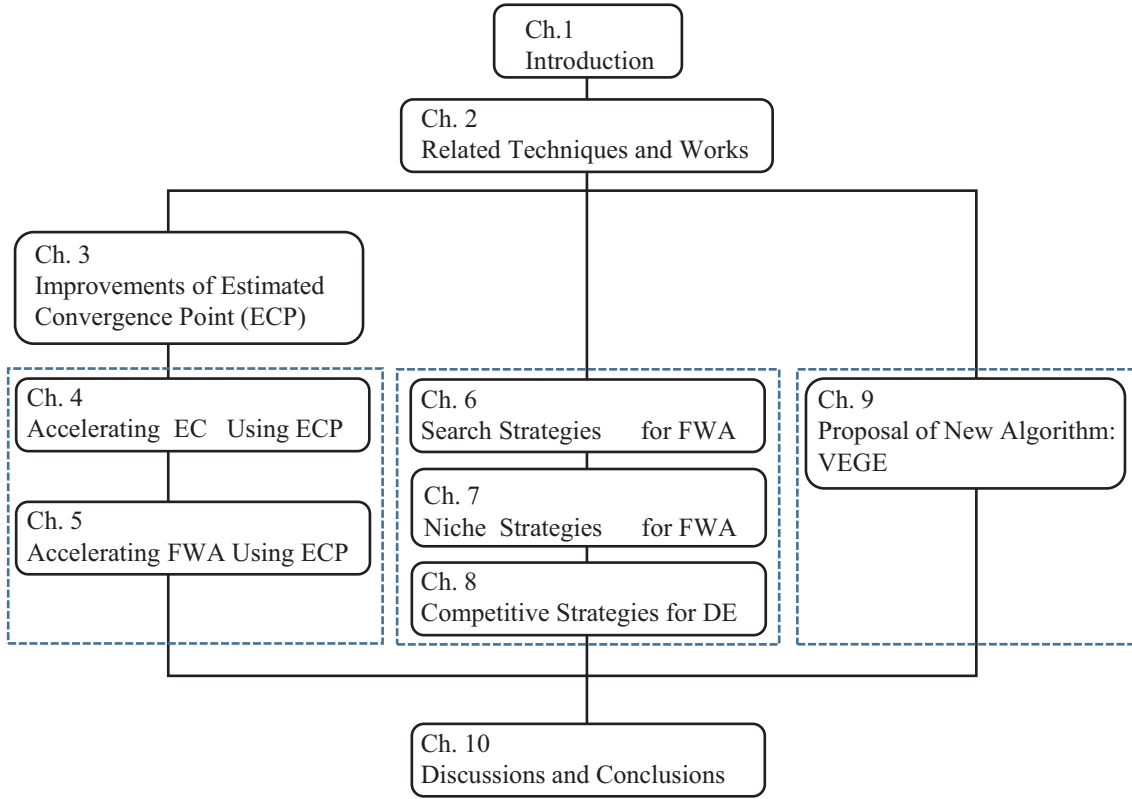 Ch.1
Introduction
Ch. 2
Related Techniques and Works
Ch. 3
Improvements of Estimated
Convergence Point (ECP)
Ch. 4
Accelerating EC Using ECP
Ch. 5
Accelerating FWA Using ECP
Ch. 6
Search Strategies for FWA
Ch. 7
Niche Strategies for FWA
Ch. 8
Competitive Strategies for DE
Ch. 9
Proposal of New Algorithm:
VEGE
Ch. 10
Discussions and Conclusions